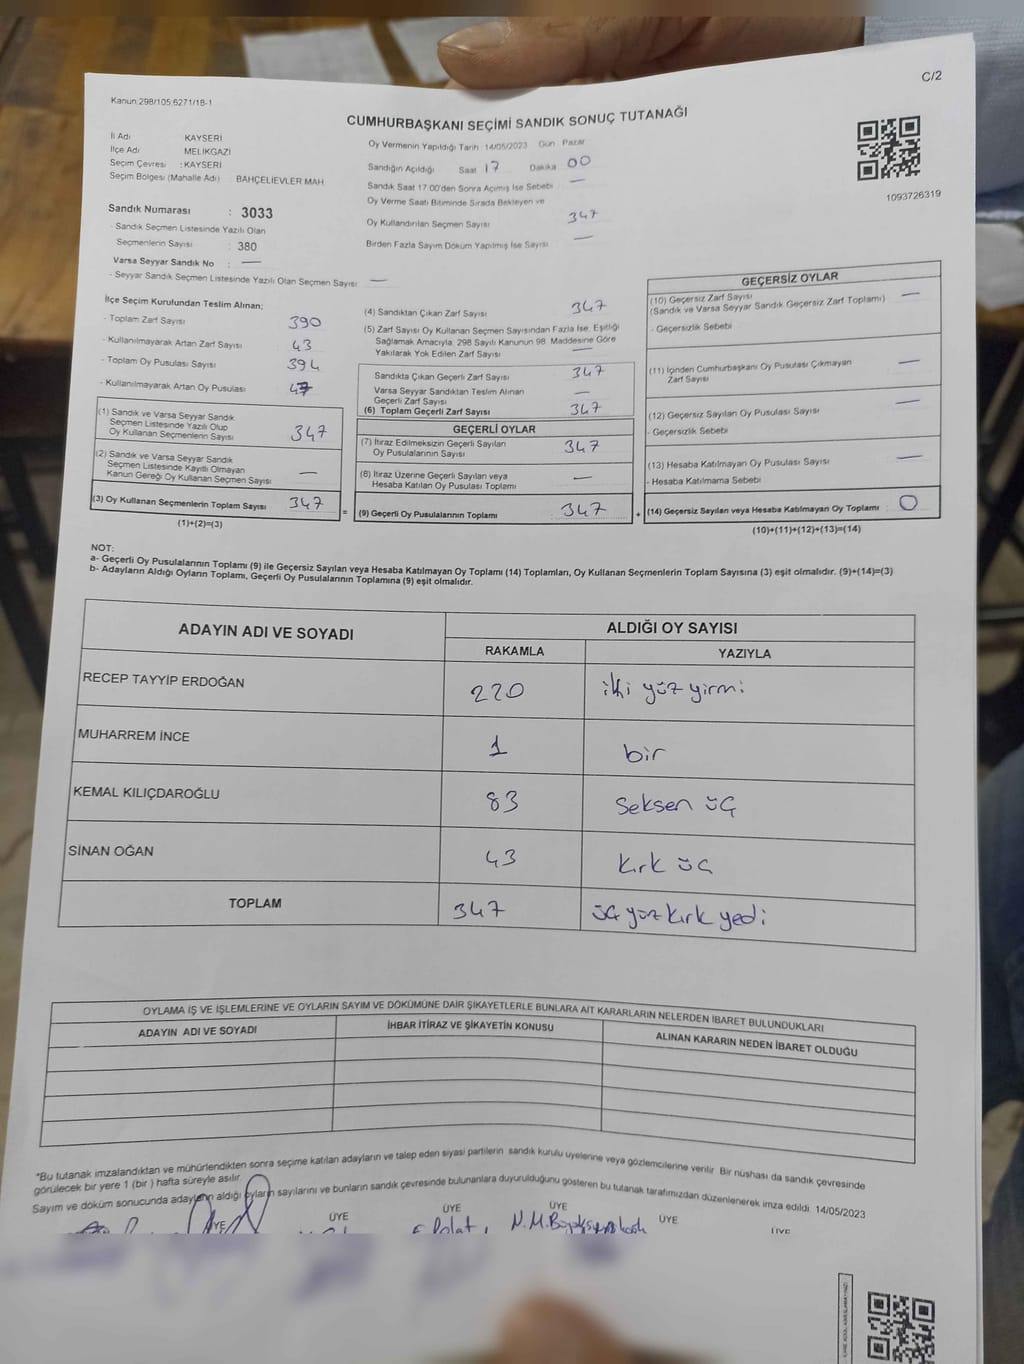 C/2
Kanun:298/105;6271/18-1
CUMHURBAŞKANI SEÇİMİ SANDIK SONUÇ TUTANAĞI
1093726319
İl Adı KAYSERİ
İlçe Adı MELİKGAZİ
Seçim Çevresi : KAYSERİ
Seçim Bölgesi (Mahalle Adı) BAHÇELİEVLER MAH
Sandık Numarası : 3033
- Sandık Seçmen Listesinde Yazılı Olan
Seçmenlerin Sayısı : 380
Varsa Seyyar Sandık No : —
- Seyyar Sandık Seçmen Listesinde Yazılı Olan Seçmen Sayısı —
Oy Vermenin Yapıldığı Tarih 14/05/2023 Gün Pazar
Sandığın Açıldığı Saat 17 Dakika 00
Sandık Saat 17:00'den Sonra Açımış İse Sebebi —
Oy Verme Saati Bitiminde Sırada Bekleyen ve
Oy Kullandırılan Seçmen Sayısı 347
Birden Fazla Sayım Döküm Yapılmış İse Sayısı —
İlçe Seçim Kurulundan Teslim Alınan;
- Toplam Zarf Sayısı 390
- Kullanılmayarak Artan Zarf Sayısı 43
- Toplam Oy Pusulası Sayısı 394
- Kullanılmayarak Artan Oy Pusulası 47
(1) Sandık ve Varsa Seyyar Sandık
Seçmen Listesinde Yazılı Olup
Oy Kullanan Seçmenlerin Sayısı 347
(2) Sandık ve Varsa Seyyar Sandık
Seçmen Listesinde Kayıtlı Olmayan
Kanun Gereği Oy Kullanan Seçmen Sayısı —
(3) Oy Kullanan Seçmenlerin Toplam Sayısı 347
(1)+(2)=(3)
(4) Sandıktan Çıkan Zarf Sayısı 347
(5) Zarf Sayısı Oy Kullanan Seçmen Sayısından Fazla İse, Eşitliği
Sağlamak Amacıyla, 298 Sayılı Kanunun 98. Maddesine Göre
Yakılarak Yok Edilen Zarf Sayısı —
Sandıkta Çıkan Geçerli Zarf Sayısı 347
Varsa Seyyar Sandıktan Teslim Alınan
Geçerli Zarf Sayısı —
(6) Toplam Geçerli Zarf Sayısı 347
GEÇERLİ OYLAR
(7) İtiraz Edilmeksizin Geçerli Sayılan
Oy Pusulalarının Sayısı 347
(8) İtiraz Üzerine Geçerli Sayılan veya
Hesaba Katılan Oy Pusulası Toplamı —
= (9) Geçerli Oy Pusulalarının Toplamı 347 +
GEÇERSİZ OYLAR
(10) Geçersiz Zarf Sayısı —
(Sandık ve Varsa Seyyar Sandık Geçersiz Zarf Toplamı)
- Geçersizlik Sebebi
(11) İçinden Cumhurbaşkanı Oy Pusulası Çıkmayan —
Zarf Sayısı
(12) Geçersiz Sayılan Oy Pusulası Sayısı —
- Geçersizlik Sebebi
(13) Hesaba Katılmayan Oy Pusulası Sayısı —
- Hesaba Katılmama Sebebi
(14) Geçersiz Sayılan veya Hesaba Katılmayan Oy Toplamı : 0
(10)+(11)+(12)+(13)=(14)
NOT:
a- Geçerli Oy Pusulalarının Toplamı (9) ile Geçersiz Sayılan veya Hesaba Katılmayan Oy Toplamı (14) Toplamları, Oy Kullanan Seçmenlerin Toplam Sayısına (3) eşit olmalıdır. (9)+(14)=(3)
b- Adayların Aldığı Oyların Toplamı, Geçerli Oy Pusulalarının Toplamına (9) eşit olmalıdır.
ADAYIN ADI VE SOYADI ALDIĞI OY SAYISI
RAKAMLA YAZIYLA
RECEP TAYYİP ERDOĞAN 220 iki yüz yirmi
MUHARREM İNCE 1 bir
KEMAL KILIÇDAROĞLU 83 seksen üç
SİNAN OĞAN 43 kırk üç
TOPLAM 347 üç yüz kırk yedi
OYLAMA İŞ VE İŞLEMLERİNE VE OYLARIN SAYIM VE DÖKÜMÜNE DAİR ŞİKAYETLERLE BUNLARA AİT KARARLARIN NELERDEN İBARET BULUNDUKLARI
ADAYIN ADI VE SOYADI İHBAR İTİRAZ VE ŞİKAYETİN KONUSU ALINAN KARARIN NEDEN İBARET OLDUĞU
*Bu tutanak imzalandıktan ve mühürlendikten sonra seçime katılan adayların ve talep eden siyasi partilerin sandık kurulu üyelerine veya gözlemcilerine verilir. Bir nüshası da sandık çevresinde
görülecek bir yere 1 (bir) hafta süreyle asılır.
Sayım ve döküm sonucunda adayların aldığı oyların sayılarını ve bunların sandık çevresinde bulunanlara duyurulduğunu gösteren bu tutanak tarafımızdan düzenlenerek imza edildi. 14/05/2023
ÜYE ÜYE ÜYE ÜYE ÜYE ÜYE
Polat,